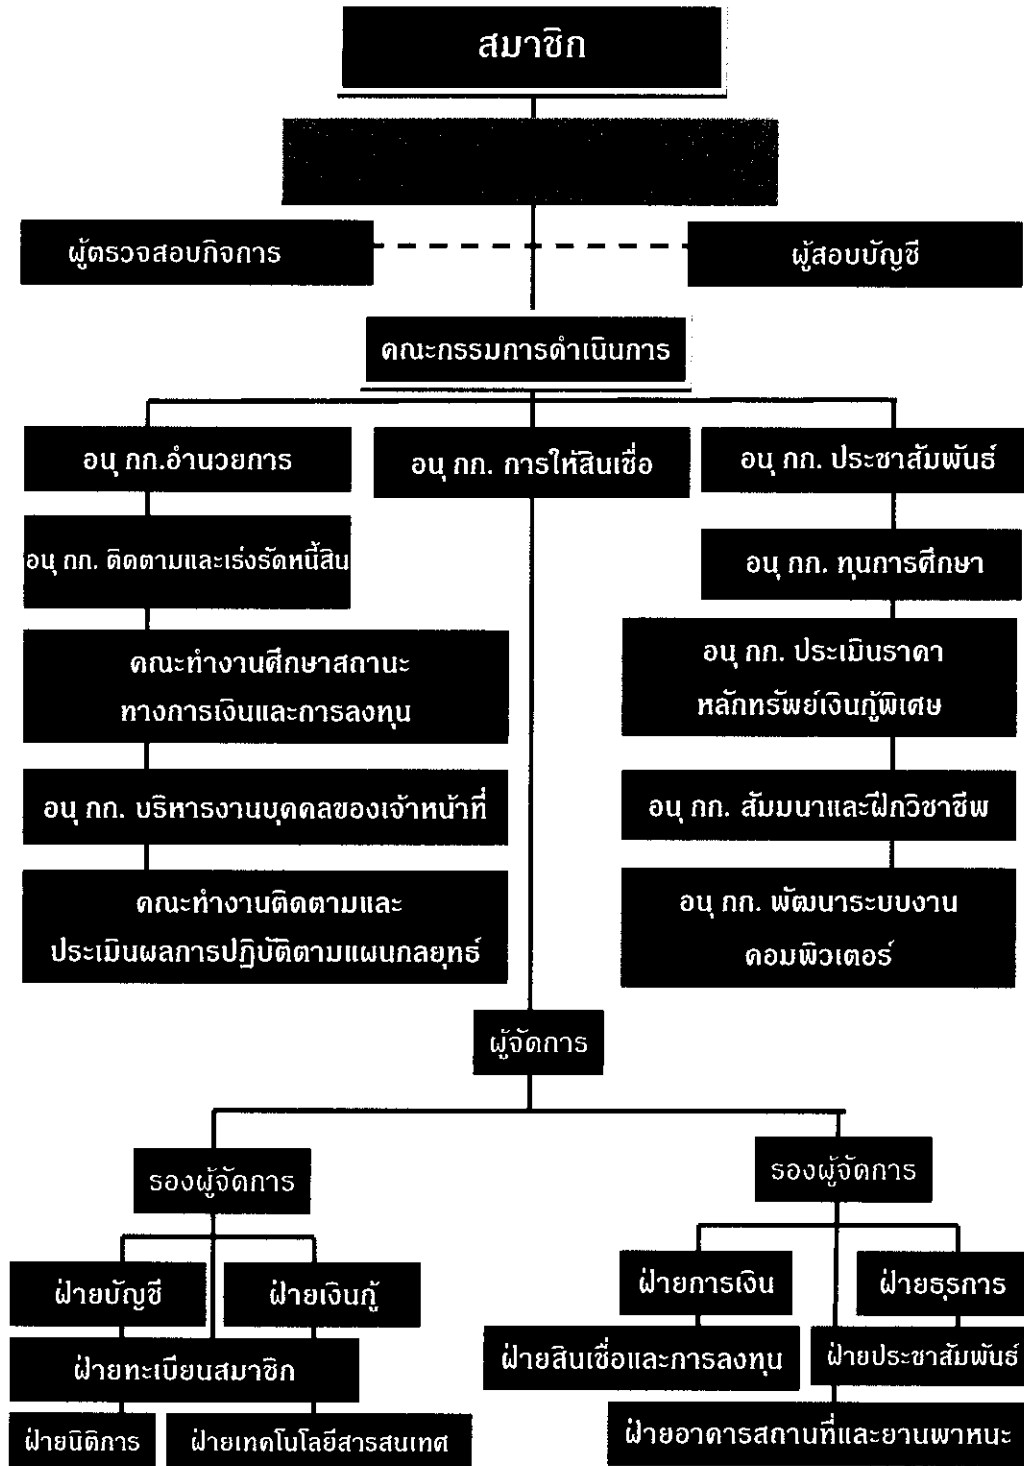 สมาชิก
ผู้ตรวจสอบกิจการ
ผู้สอบบัญชี
คณะกรรมการดำเนินการ
อนุ กก.อำนวยการ
อนุ กก. การให้สินเชื่อ
อนุ กก. ประชาสัมพันธ์
อนุ กก. ติดตามและเร่งรัดหนี้สิน
อนุ กก. ทุนการศึกษา
คณะทำงานศึกษาสถานะ
ทางการเงินและการลงทุน
อนุ กก. ประเมินราคา
หลักทรัพย์เงินกู้พิเศษ
อนุ กก. บริหารงานบุคคลของเจ้าหน้าที่
อนุ กก. สัมมนาและฝึกวิชาชีพ
คณะทำงานติดตามและ
ประเมินผลการปฏิบัติตามแผนกลยุทธ์
อนุ กก. พัฒนาระบบงาน
คอมพิวเตอร์
ผู้จัดการ
รองผู้จัดการ
รองผู้จัดการ
ฝ่ายบัญชี
ฝ่ายเงินกู้
ฝ่ายการเงิน
ฝ่ายธุรการ
ฝ่ายทะเบียนสมาชิก
ฝ่ายสินเชื่อและการลงทุน
ฝ่ายประชาสัมพันธ์
ฝ่ายนิติการ
ฝ่ายเทคโนโลยีสารสนเทศ
ฝ่ายอาคารสถานที่และยานพาหนะ